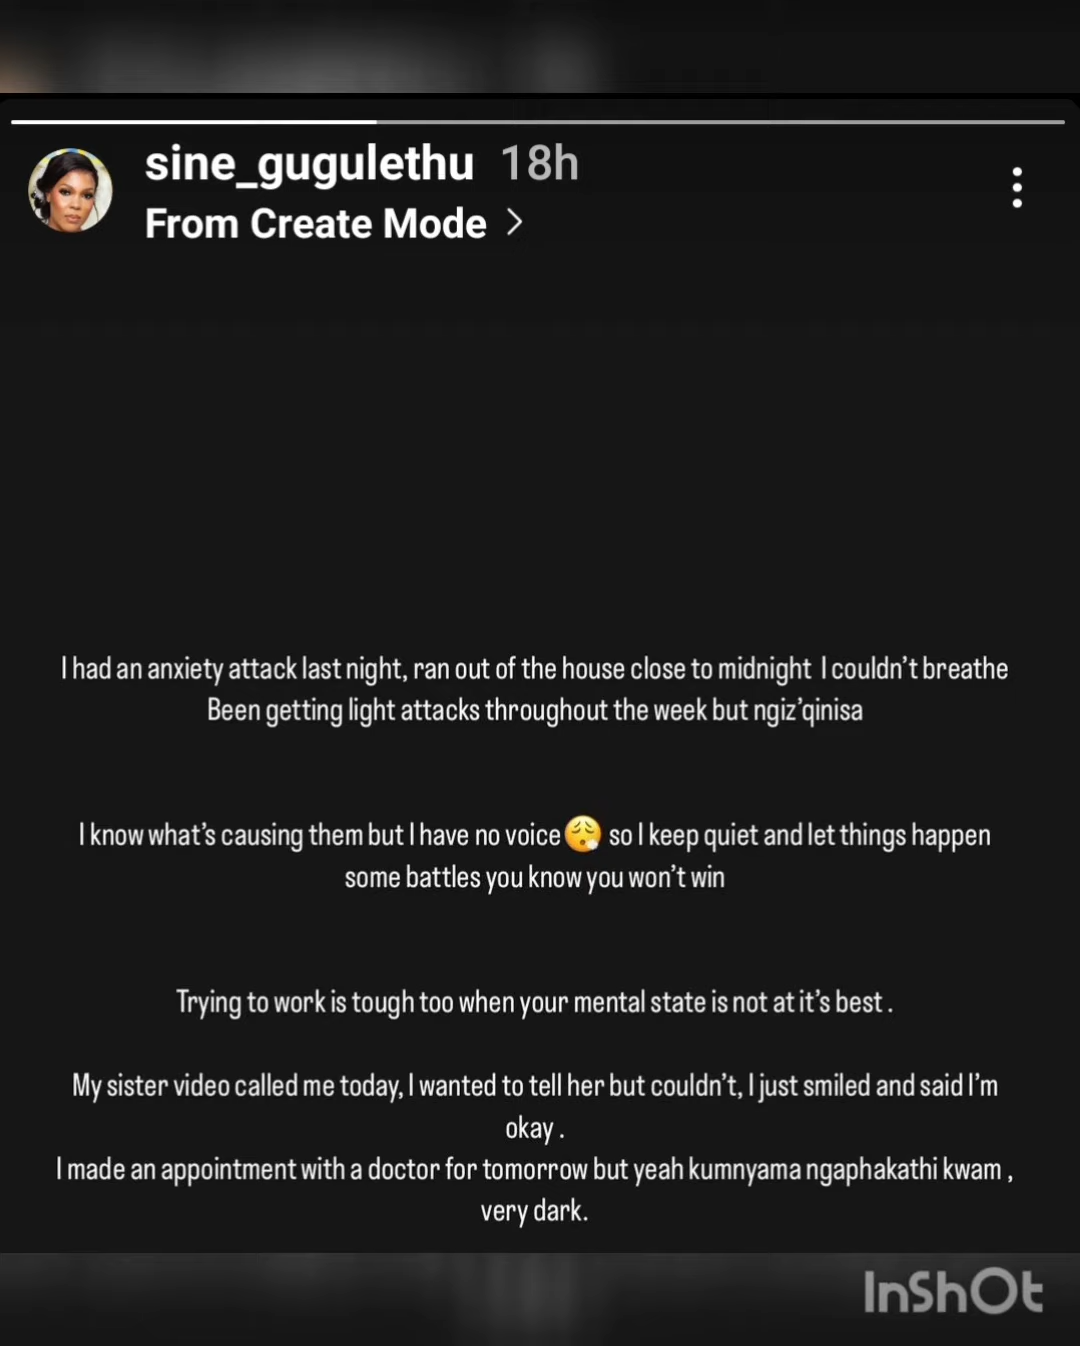 sine_gugulethu 18h
From Create Mode >
I had an anxiety attack last night, ran out of the house close to midnight I couldn't breathe
Been getting light attacks throughout the week but ngiz'qinisa
I know what's causing them but I have no voice😮‍💨 so I keep quiet and let things happen
some battles you know you won't win
Trying to work is tough too when your mental state is not at it's best .
My sister video called me today, I wanted to tell her but couldn't, I just smiled and said I'm
okay .
I made an appointment with a doctor for tomorrow but yeah kumnyama ngaphakathi kwam ,
very dark.
InShOt